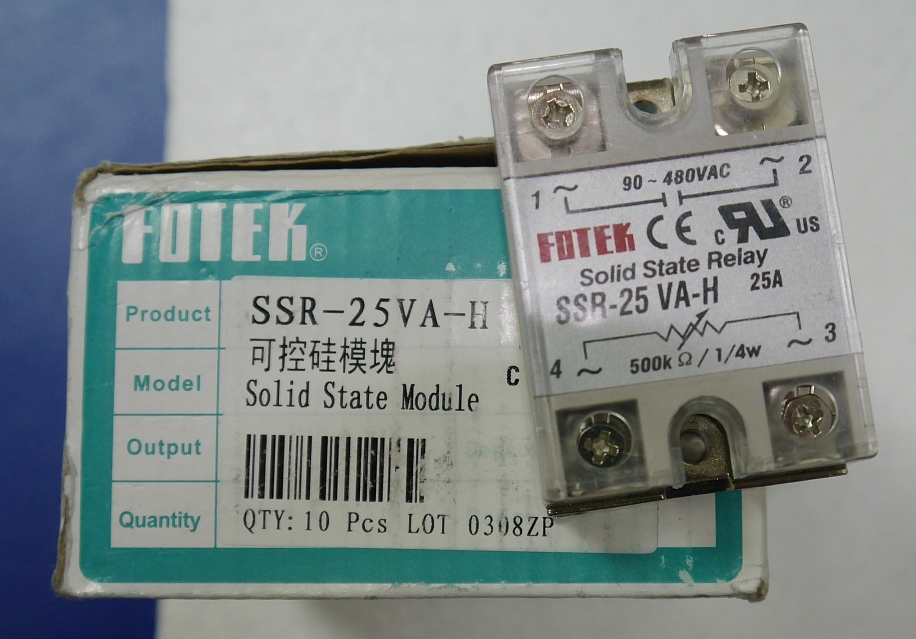 FOTEK®
Product
SSR-25VA-H
可控硅模塊
Model
Solid State Module
C
Output
Quantity
QTY: 10 Pcs LOT 0308ZP
1 ~ 90~480VAC ~ 2
FOTEK CE c RU® US
Solid State Relay
SSR-25 VA-H 25A
4 ~ 500k Ω / 1/4w ~ 3